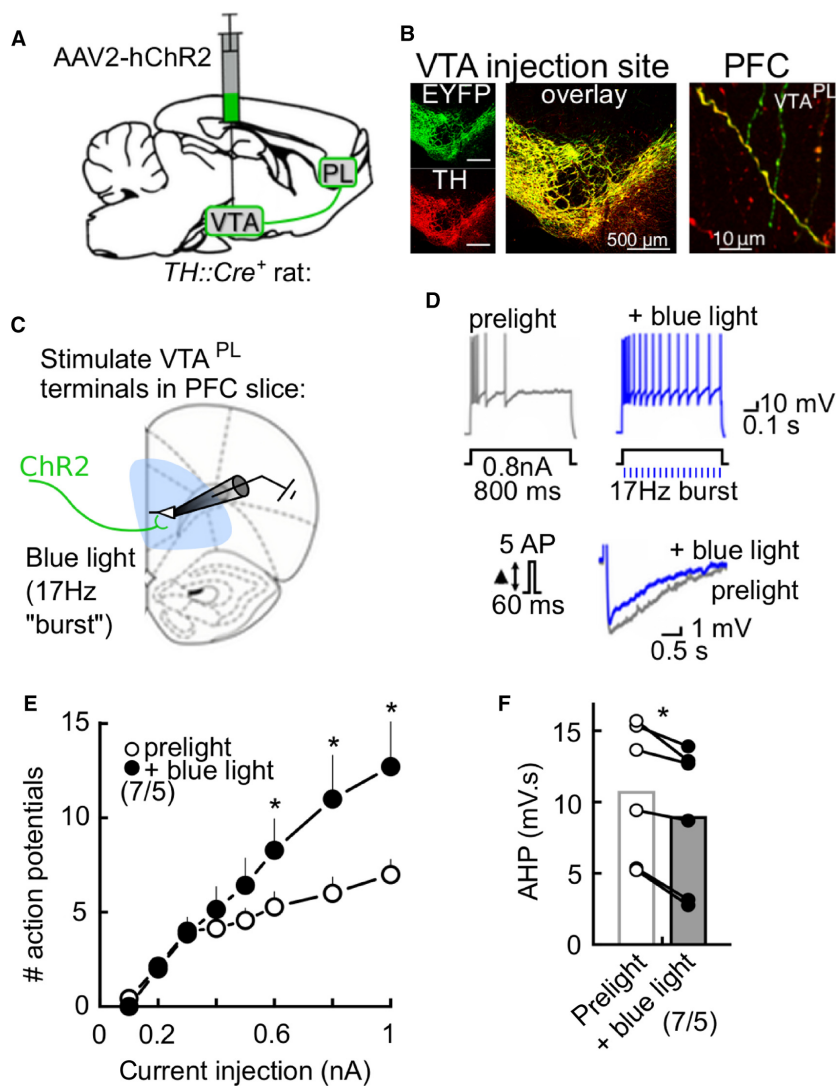 A
AAV2-hChR2
PL
VTA
TH::Cre+ rat:
B
VTA injection site
PFC
EYFP
overlay
VTA PL
TH
500 µm
10 µm
C
Stimulate VTA PL
terminals in PFC slice:
ChR2
Blue light
(17Hz
"burst")
D
prelight
+ blue light
10 mV
0.1 s
0.8nA
800 ms
17Hz burst
5 AP
60 ms
+ blue light
prelight
1 mV
0.5 s
E
# action potentials
15
10
5
0
prelight
+ blue light
(7/5)
*
*
*
0
0.2
0.6
1
Current injection (nA)
F
AHP (mV.s)
15
10
5
0
*
Prelight
+ blue light
(7/5)